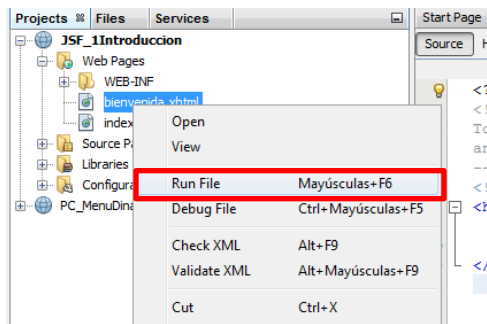 Projects Files Services
JSF_1Introduccion
Web Pages
WEB-INF
bienvenida.xhtml
index
Source Pa
Libraries
Configura
PC_MenuDina
Open
View
Run File Mayúsculas+F6
Debug File Ctrl+Mayúsculas+F5
Check XML Alt+F9
Validate XML Alt+Mayúsculas+F9
Cut Ctrl+X
Start Page
Source H
<?
<!
To
an
--
<!
<h
</